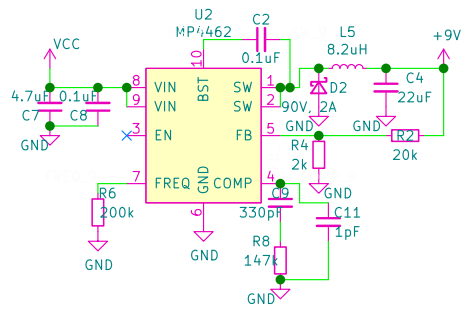 U2
MP4462
C2
0.1uF
L5
8.2uH
+9V
VCC
10
4.7uF
0.1uF
C7
C8
GND
8
9
3
7
VIN
VIN
EN
FREQ
BST
GND
SW
SW
FB
COMP
1
2
5
4
6
D2
90V, 2A
GND
C4
22uF
GND
R4
2k
GND
R2
20k
R6
200k
GND
GND
C9
330pF
C11
1pF
R8
147k
GND